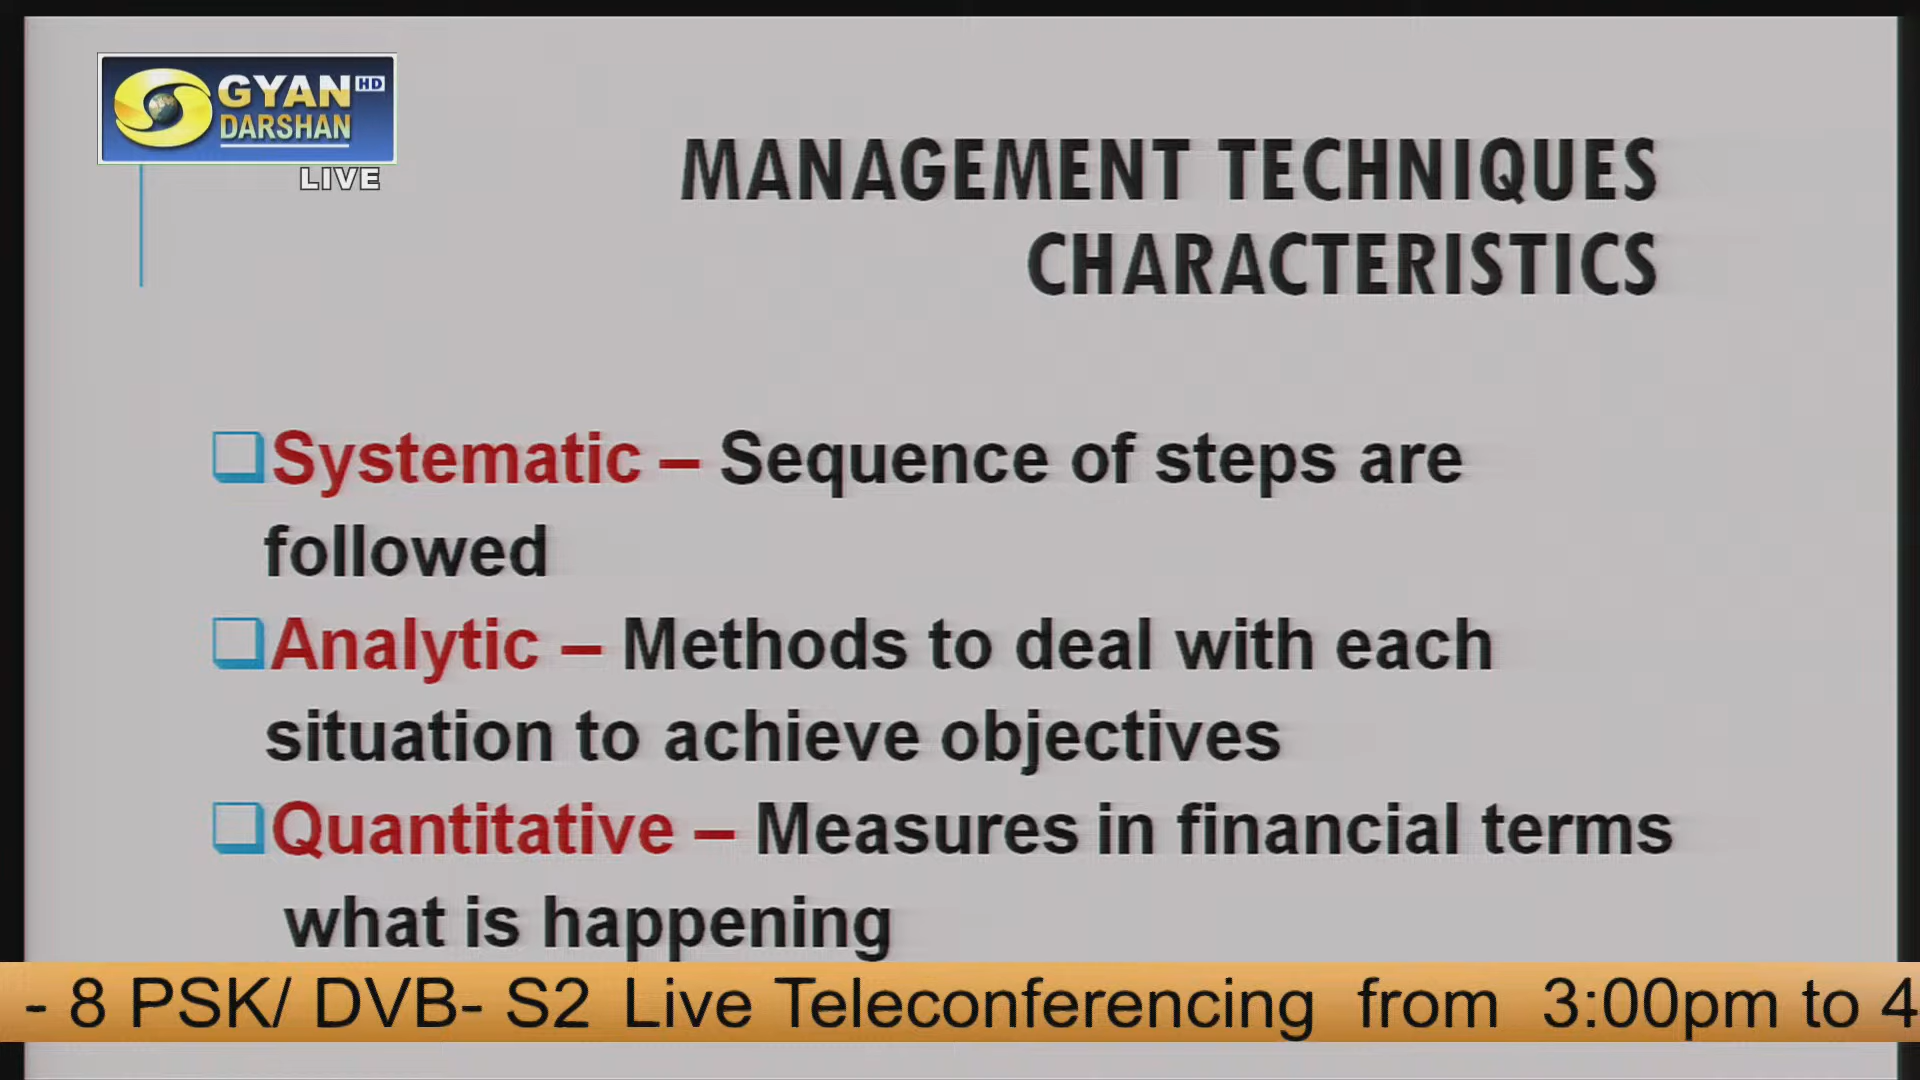 GYAN HD
DARSHAN
LIVE
MANAGEMENT TECHNIQUES
CHARACTERISTICS
Systematic – Sequence of steps are
followed
Analytic – Methods to deal with each
situation to achieve objectives
Quantitative – Measures in financial terms
what is happening
- 8 PSK/ DVB- S2 Live Teleconferencing from 3:00pm to 4